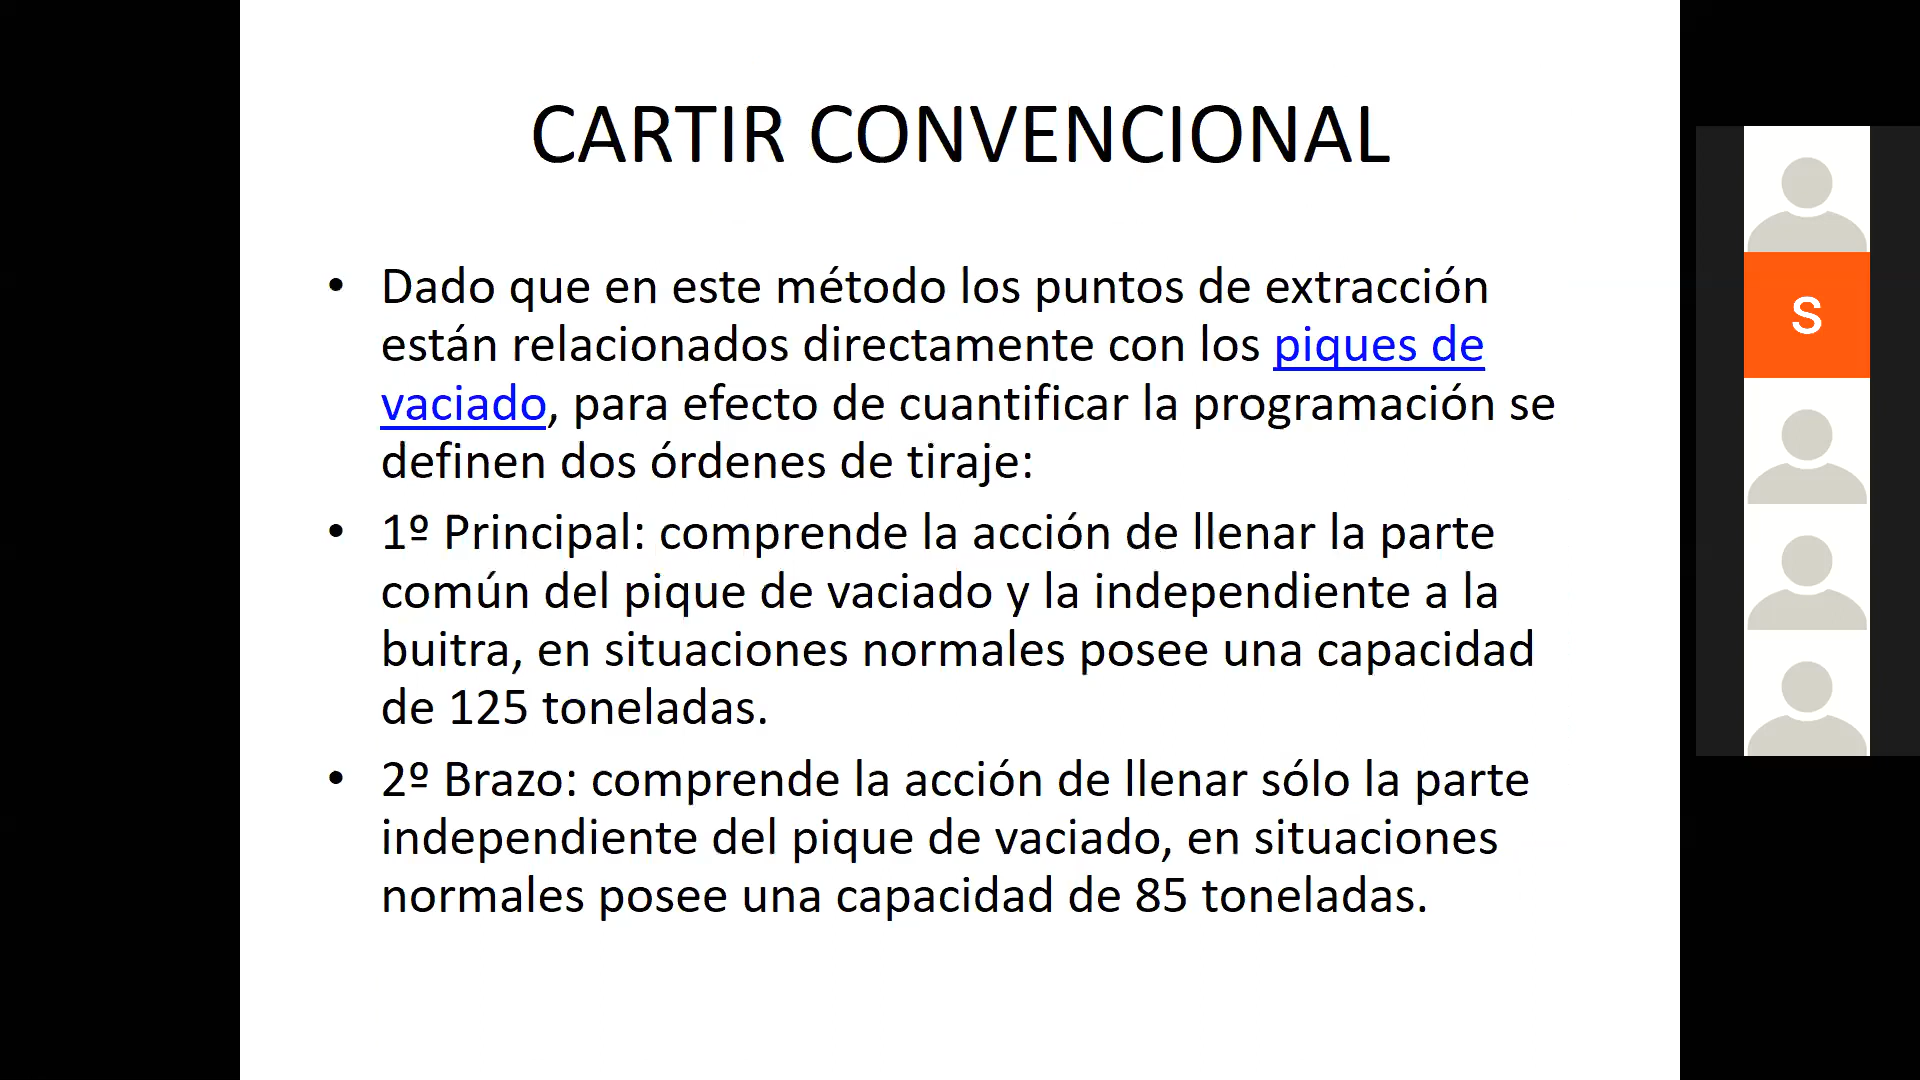 CARTIR CONVENCIONAL
• Dado que en este método los puntos de extracción
están relacionados directamente con los piques de
vaciado, para efecto de cuantificar la programación se
definen dos órdenes de tiraje:
• 1º Principal: comprende la acción de llenar la parte
común del pique de vaciado y la independiente a la
buitra, en situaciones normales posee una capacidad
de 125 toneladas.
• 2º Brazo: comprende la acción de llenar sólo la parte
independiente del pique de vaciado, en situaciones
normales posee una capacidad de 85 toneladas.
S